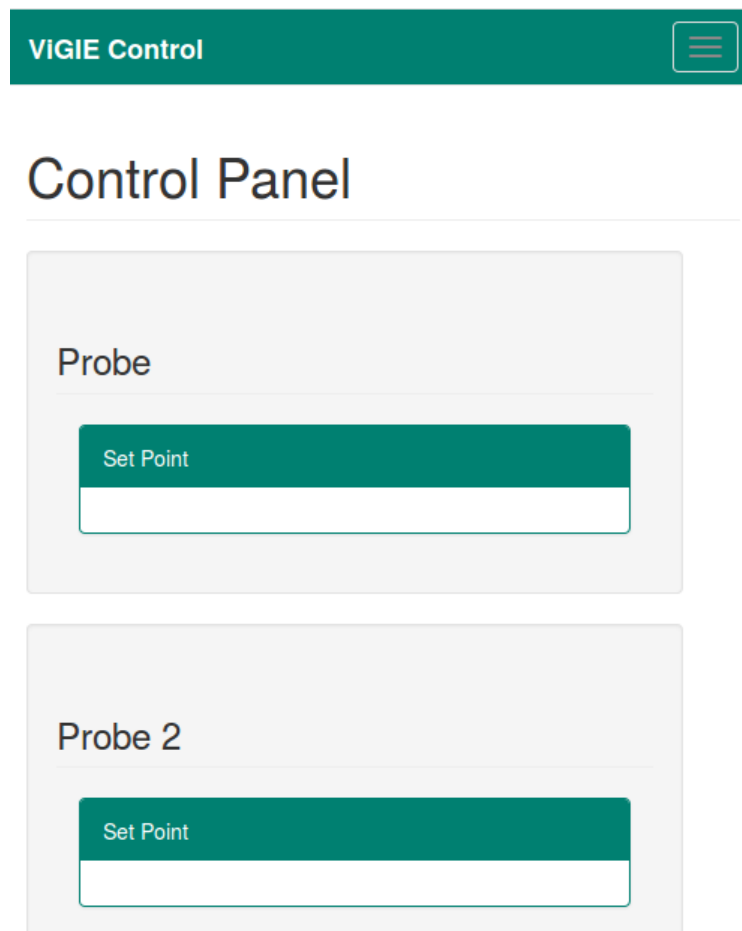 ViGIE Control
Control Panel
Probe
Set Point
Probe 2
Set Point